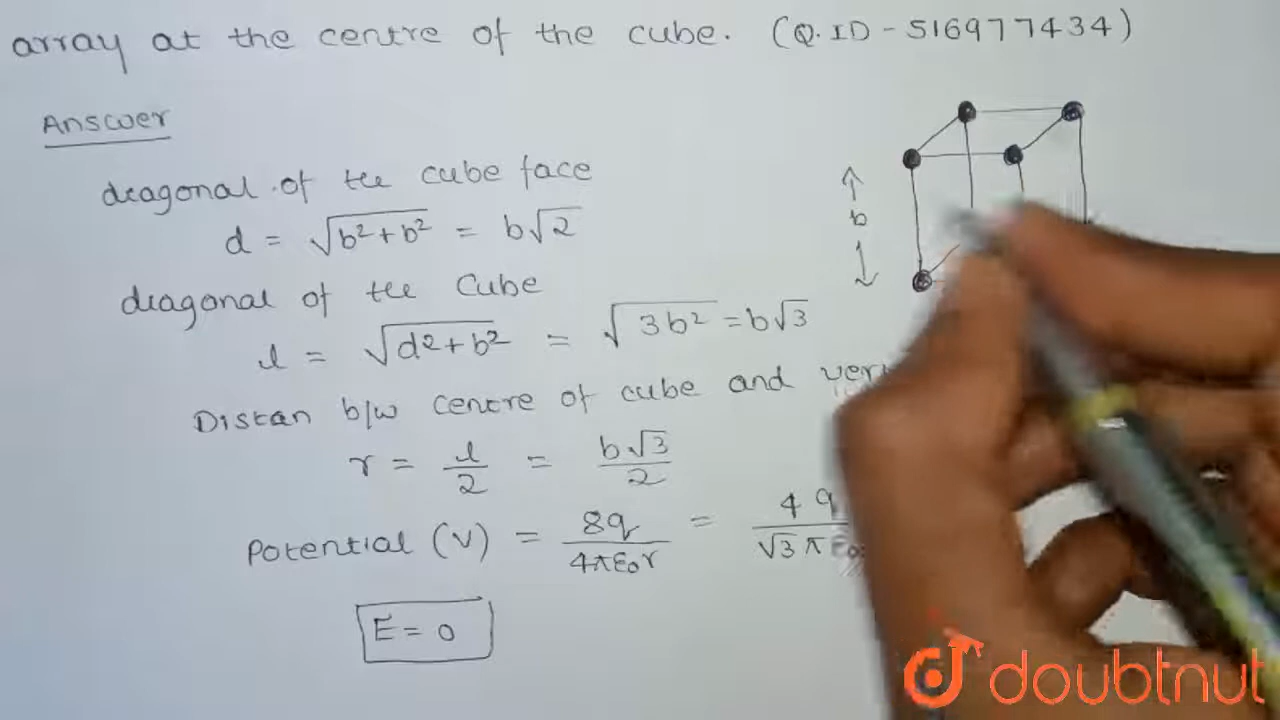 array at the centre of the cube. (Q.ID - 516977434)
Answer
diagonal of the cube face
d = √b²+b² = b√2
diagonal of the Cube
l = √d²+b² = √3b² = b√3
Distan b/w centre of cube and
r = l/2 = b√3/2
Potential (V) = 8q/4πε₀r = 4q/√3πε₀
E = 0
b
doubtnut